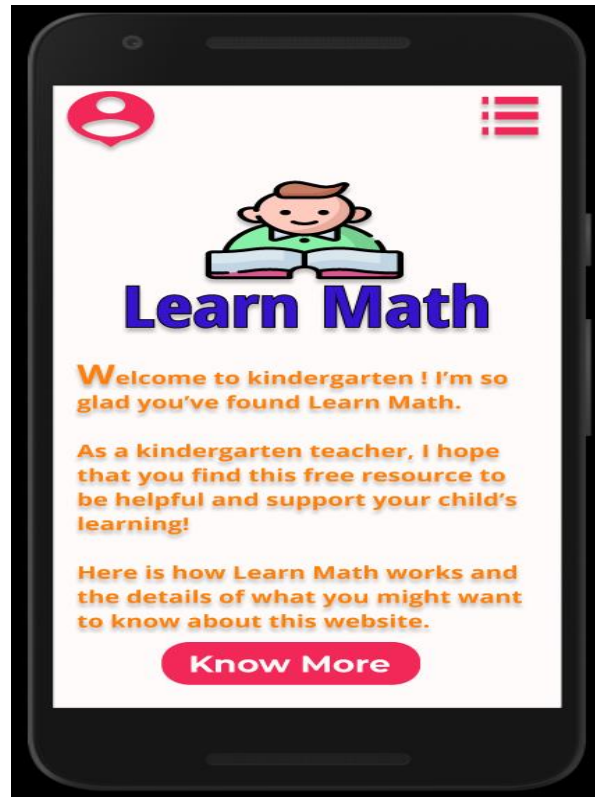 Learn Math
Welcome to kindergarten ! I'm so
glad you've found Learn Math.
As a kindergarten teacher, I hope
that you find this free resource to
be helpful and support your child's
learning!
Here is how Learn Math works and
the details of what you might want
to know about this website.
Know More